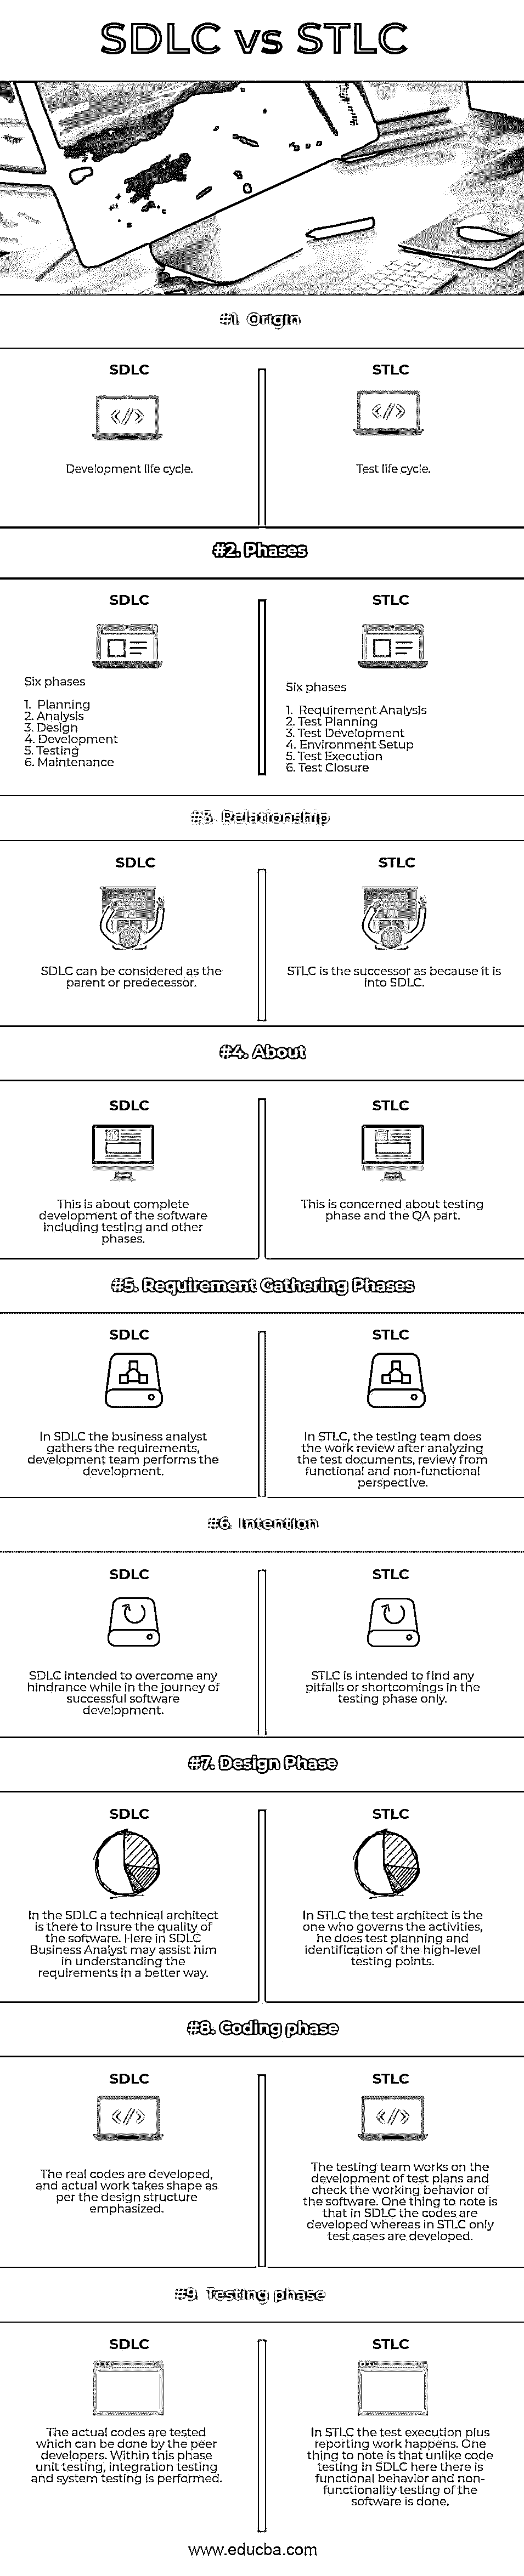 SDLC vs STLC
#1. Origin
SDLC
</>
Development life cycle.
STLC
</>
Test life cycle.
#2. Phases
SDLC
Six phases
1. Planning
2. Analysis
3. Design
4. Development
5. Testing
6. Maintenance
STLC
Six phases
1. Requirement Analysis
2. Test Planning
3. Test Development
4. Environment Setup
5. Test Execution
6. Test Closure
#3. Relationship
SDLC
SDLC can be considered as the
parent or predecessor.
STLC
STLC is the successor as because it is
into SDLC.
#4. About
SDLC
This is about complete
development of the software
including testing and other
phases.
STLC
This is concerned about testing
phase and the QA part.
#5. Requirement Gathering Phases
SDLC
In SDLC the business analyst
gathers the requirements,
development team performs the
development.
STLC
In STLC, the testing team does
the work review after analyzing
the test documents, review from
functional and non-functional
perspective.
#6. Intention
SDLC
SDLC intended to overcome any
hindrance while in the journey of
successful software
development.
STLC
STLC is intended to find any
pitfalls or shortcomings in the
testing phase only.
#7. Design Phase
SDLC
In the SDLC a technical architect
is there to insure the quality of
the software. Here in SDLC
Business Analyst may assist him
in understanding the
requirements in a better way.
STLC
In STLC the test architect is the
one who governs the activities,
he does test planning and
identification of the high-level
testing points.
#8. Coding phase
SDLC
</>
The real codes are developed,
and actual work takes shape as
per the design structure
emphasized.
STLC
</>
The testing team works on the
development of test plans and
check the working behavior of
the software. One thing to note is
that in SDLC the codes are
developed whereas in STLC only
test cases are developed.
#9. Testing phase
SDLC
The actual codes are tested
which can be done by the peer
developers. Within this phase
unit testing, integration testing
and system testing is performed.
STLC
In STLC the test execution plus
reporting work happens. One
thing to note is that unlike code
testing in SDLC here there is
functional behavior and non-
functionality testing of the
software is done.
www.educba.com